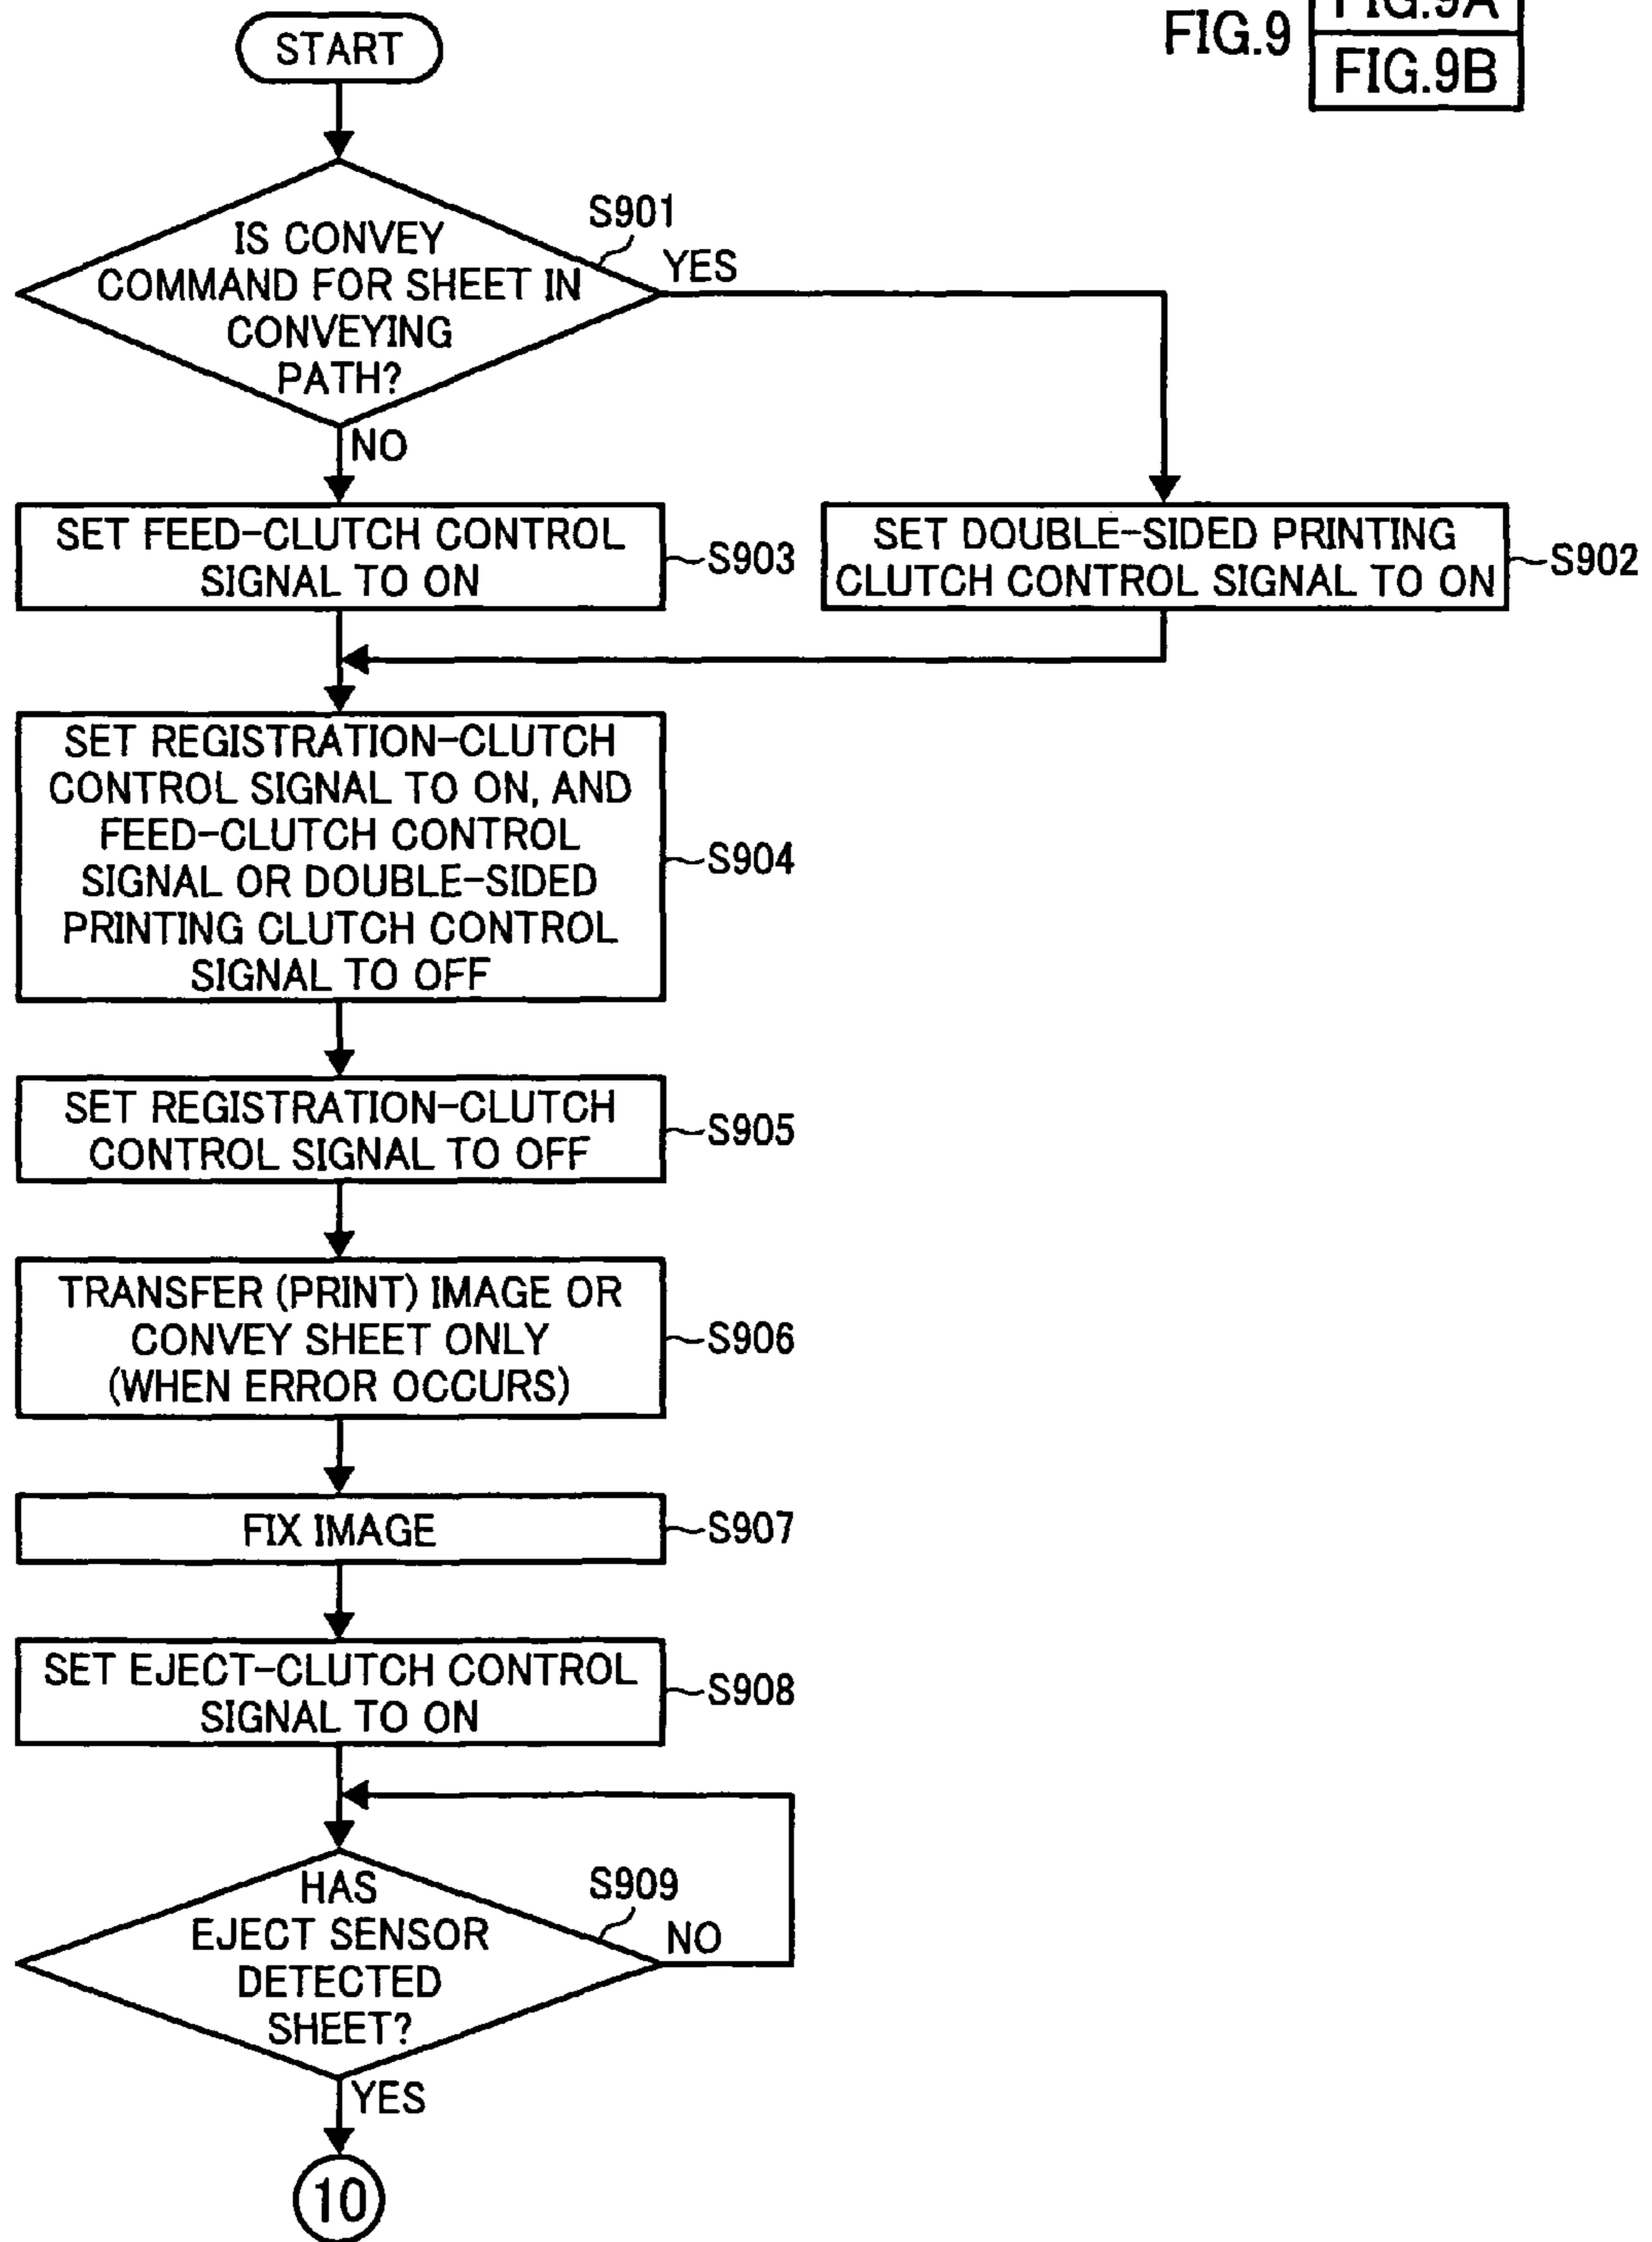 FIG.9
FIG.9A
FIG.9B
START
IS CONVEY
COMMAND FOR SHEET IN
CONVEYING
PATH?
S901
YES
NO
SET FEED-CLUTCH CONTROL
SIGNAL TO ON
S903
SET DOUBLE-SIDED PRINTING
CLUTCH CONTROL SIGNAL TO ON
S902
SET REGISTRATION-CLUTCH
CONTROL SIGNAL TO ON, AND
FEED-CLUTCH CONTROL
SIGNAL OR DOUBLE-SIDED
PRINTING CLUTCH CONTROL
SIGNAL TO OFF
S904
SET REGISTRATION-CLUTCH
CONTROL SIGNAL TO OFF
S905
TRANSFER (PRINT) IMAGE OR
CONVEY SHEET ONLY
(WHEN ERROR OCCURS)
S906
FIX IMAGE
S907
SET EJECT-CLUTCH CONTROL
SIGNAL TO ON
S908
HAS
EJECT SENSOR
DETECTED
SHEET?
S909
NO
YES
10